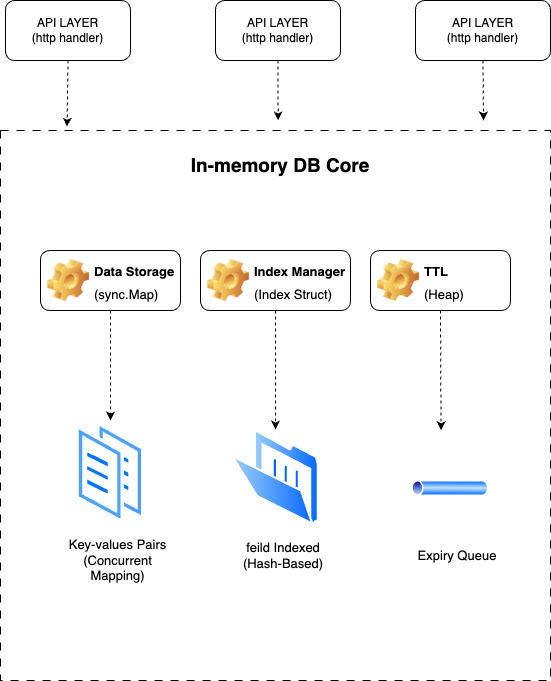 API LAYER
(http handler)
API LAYER
(http handler)
API LAYER
(http handler)
In-memory DB Core
Data Storage
(sync.Map)
Index Manager
(Index Struct)
TTL
(Heap)
Key-values Pairs
(Concurrent
Mapping)
feild Indexed
(Hash-Based)
Expiry Queue